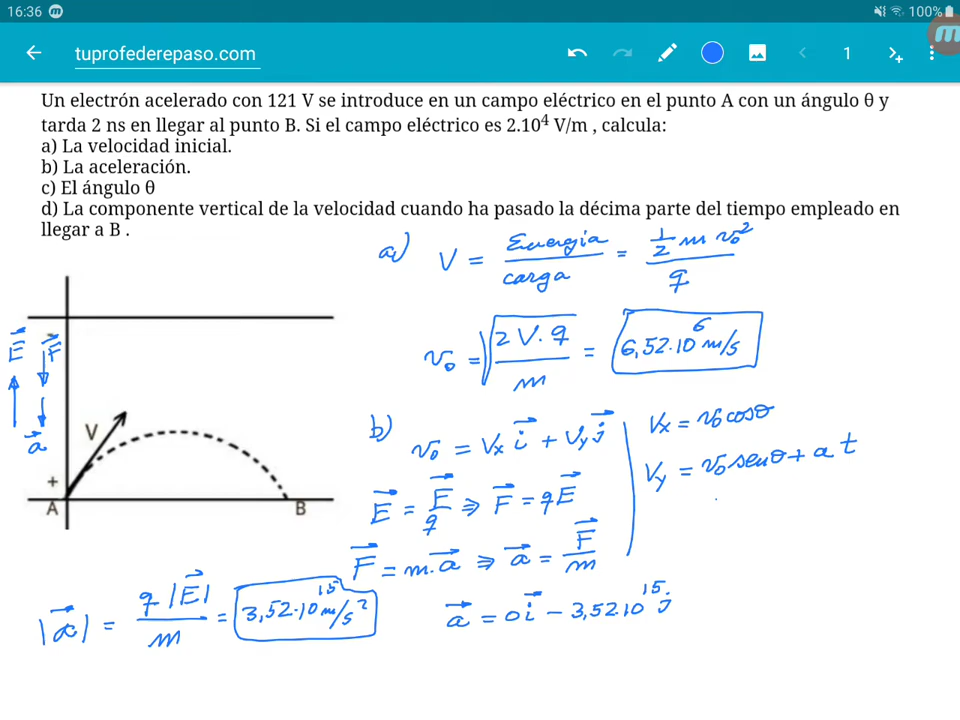 16:36
100%
tuprofederepaso.com
1
Un electrón acelerado con 121 V se introduce en un campo eléctrico en el punto A con un ángulo θ y
tarda 2 ns en llegar al punto B. Si el campo eléctrico es 2.10⁴ V/m , calcula:
a) La velocidad inicial.
b) La aceleración.
c) El ángulo θ
d) La componente vertical de la velocidad cuando ha pasado la décima parte del tiempo empleado en
llegar a B .
a) V = Energia/carga = ½ m v₀²/q
v₀ = √(2 V. q/m) = 6,52.10⁶ m/s
E⃗ F⃗
a⃗
V
+
A B
b) v₀ = Vx i⃗ + Vy j⃗
E⃗ = E⃗/q ⇒ F⃗ = qE⃗
F⃗ = m.a⃗ ⇒ a⃗ = F⃗/m
Vx = v₀ cosθ
Vy = v₀ senθ + a t
|a⃗| = q |E⃗|/m = 3,52.10¹⁵ m/s²
a⃗ = 0i⃗ − 3,52.10¹⁵ j